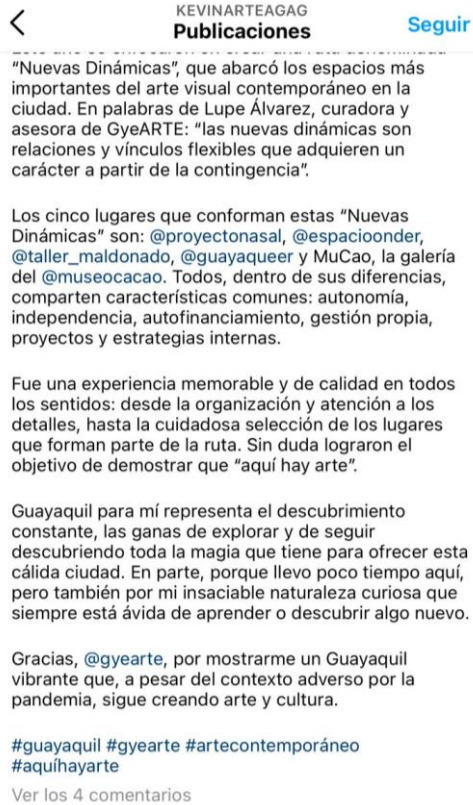 KEVINARTEAGAG
Publicaciones
Seguir
“Nuevas Dinámicas”, que abarcó los espacios más
importantes del arte visual contemporáneo en la
ciudad. En palabras de Lupe Álvarez, curadora y
asesora de GyeARTE: “las nuevas dinámicas son
relaciones y vínculos flexibles que adquieren un
carácter a partir de la contingencia”.
Los cinco lugares que conforman estas “Nuevas
Dinámicas” son: @proyectonasal, @espacioonder,
@taller_maldonado, @guayaqueer y MuCao, la galería
del @museocacao. Todos, dentro de sus diferencias,
comparten características comunes: autonomía,
independencia, autofinanciamiento, gestión propia,
proyectos y estrategias internas.
Fue una experiencia memorable y de calidad en todos
los sentidos: desde la organización y atención a los
detalles, hasta la cuidadosa selección de los lugares
que forman parte de la ruta. Sin duda lograron el
objetivo de demostrar que “aquí hay arte”.
Guayaquil para mí representa el descubrimiento
constante, las ganas de explorar y de seguir
descubriendo toda la magia que tiene para ofrecer esta
cálida ciudad. En parte, porque llevo poco tiempo aquí,
pero también por mi insaciable naturaleza curiosa que
siempre está ávida de aprender o descubrir algo nuevo.
Gracias, @gyearte, por mostrarme un Guayaquil
vibrante que, a pesar del contexto adverso por la
pandemia, sigue creando arte y cultura.
#guayaquil #gyearte #artecontemporáneo
#aquíhayarte
Ver los 4 comentarios